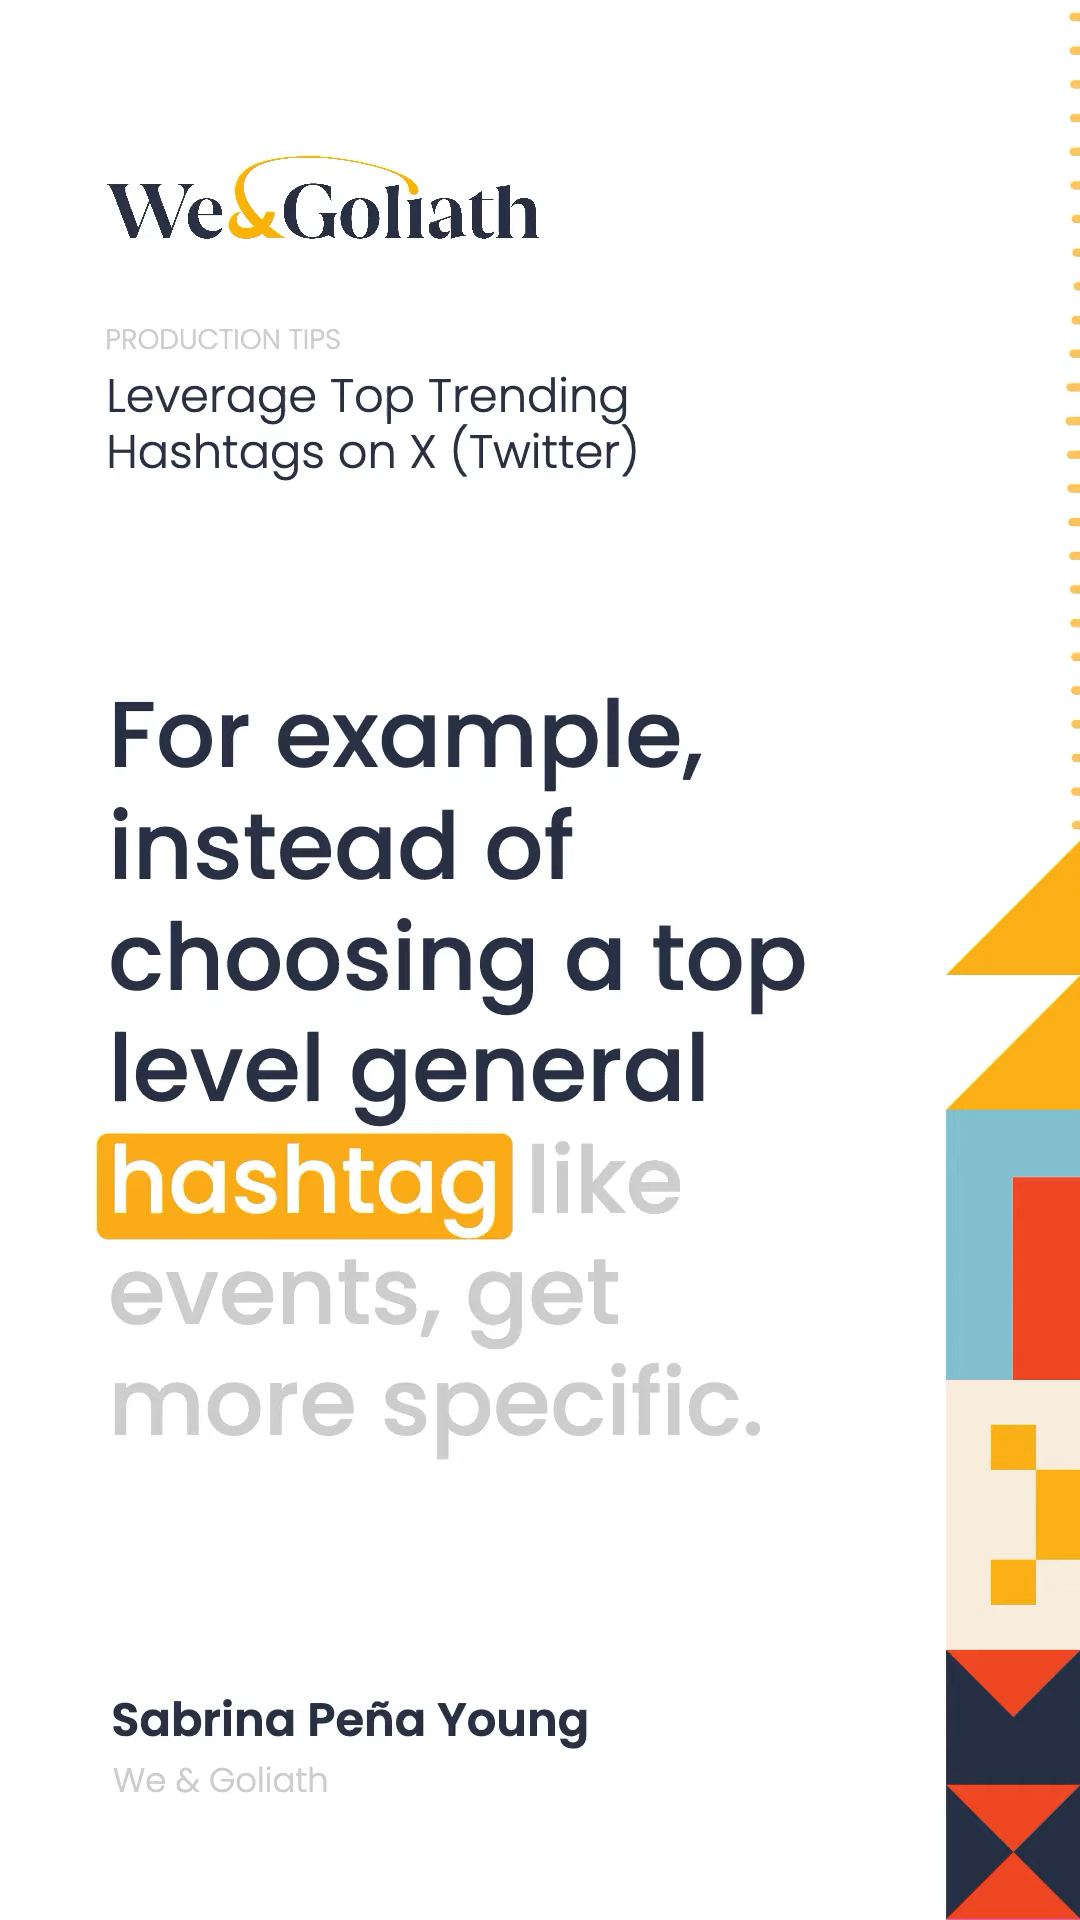 We&Goliath
PRODUCTION TIPS
Leverage Top Trending
Hashtags on X (Twitter)
For example,
instead of
choosing a top
level general
hashtag like
events, get
more specific.
Sabrina Peña Young
We & Goliath